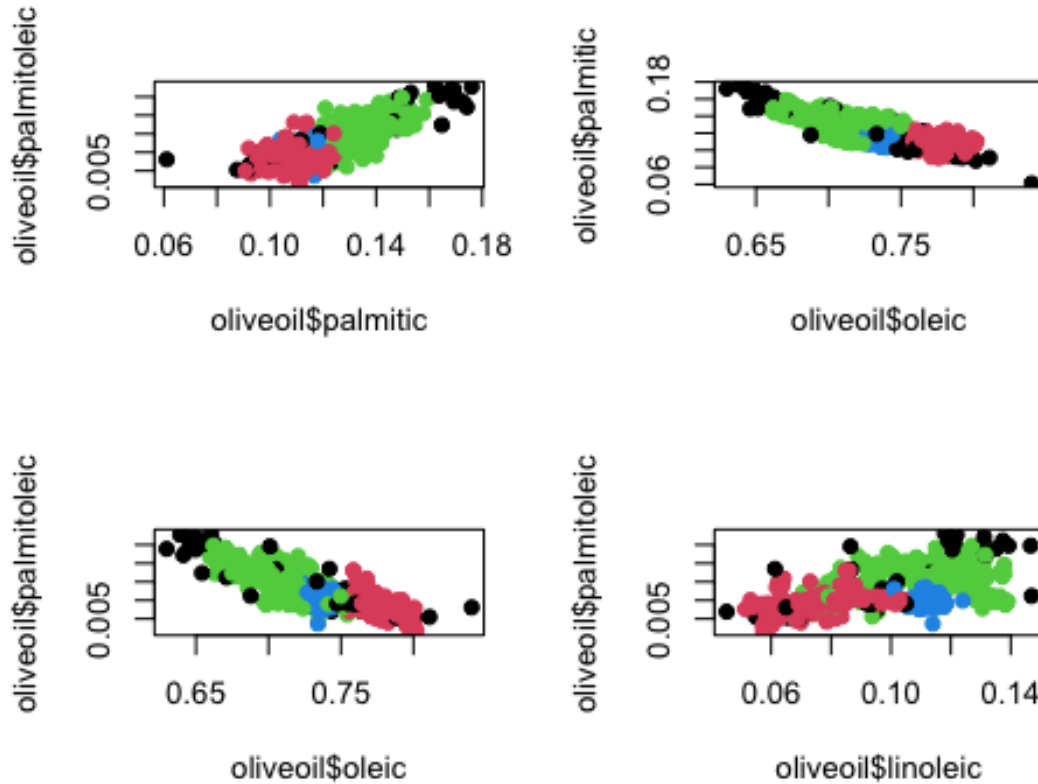 oliveoil$palmitoleic
0.005
0.06 0.10 0.14 0.18
oliveoil$palmitic
oliveoil$palmitic
0.18
0.06
0.65 0.75
oliveoil$oleic
oliveoil$palmitoleic
0.005
0.65 0.75
oliveoil$oleic
oliveoil$palmitoleic
0.005
0.06 0.10 0.14
oliveoil$linoleic